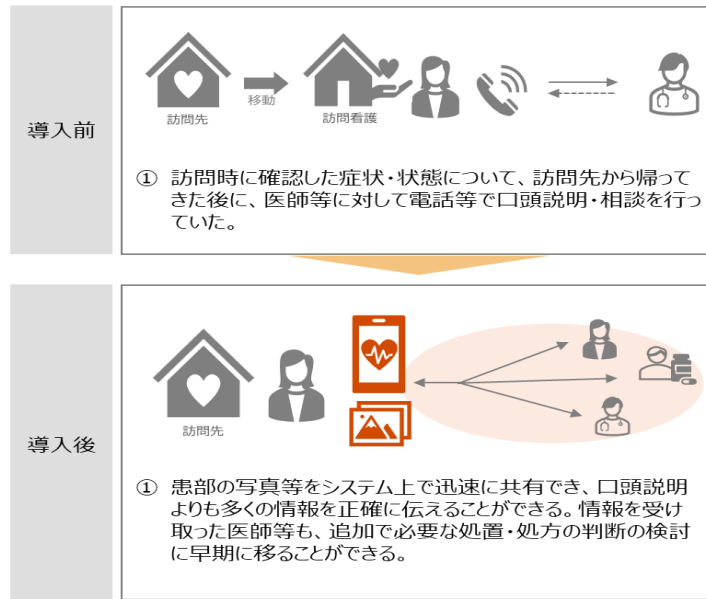 導入前
訪問先
移動
訪問看護
① 訪問時に確認した症状・状態について、訪問先から帰って
きた後に、医師等に対して電話等で口頭説明・相談を行っ
ていた。
導入後
訪問先
① 患部の写真等をシステム上で迅速に共有でき、口頭説明
よりも多くの情報を正確に伝えることができる。情報を受け
取った医師等も、追加で必要な処置・処方の判断の検討
に早期に移ることができる。